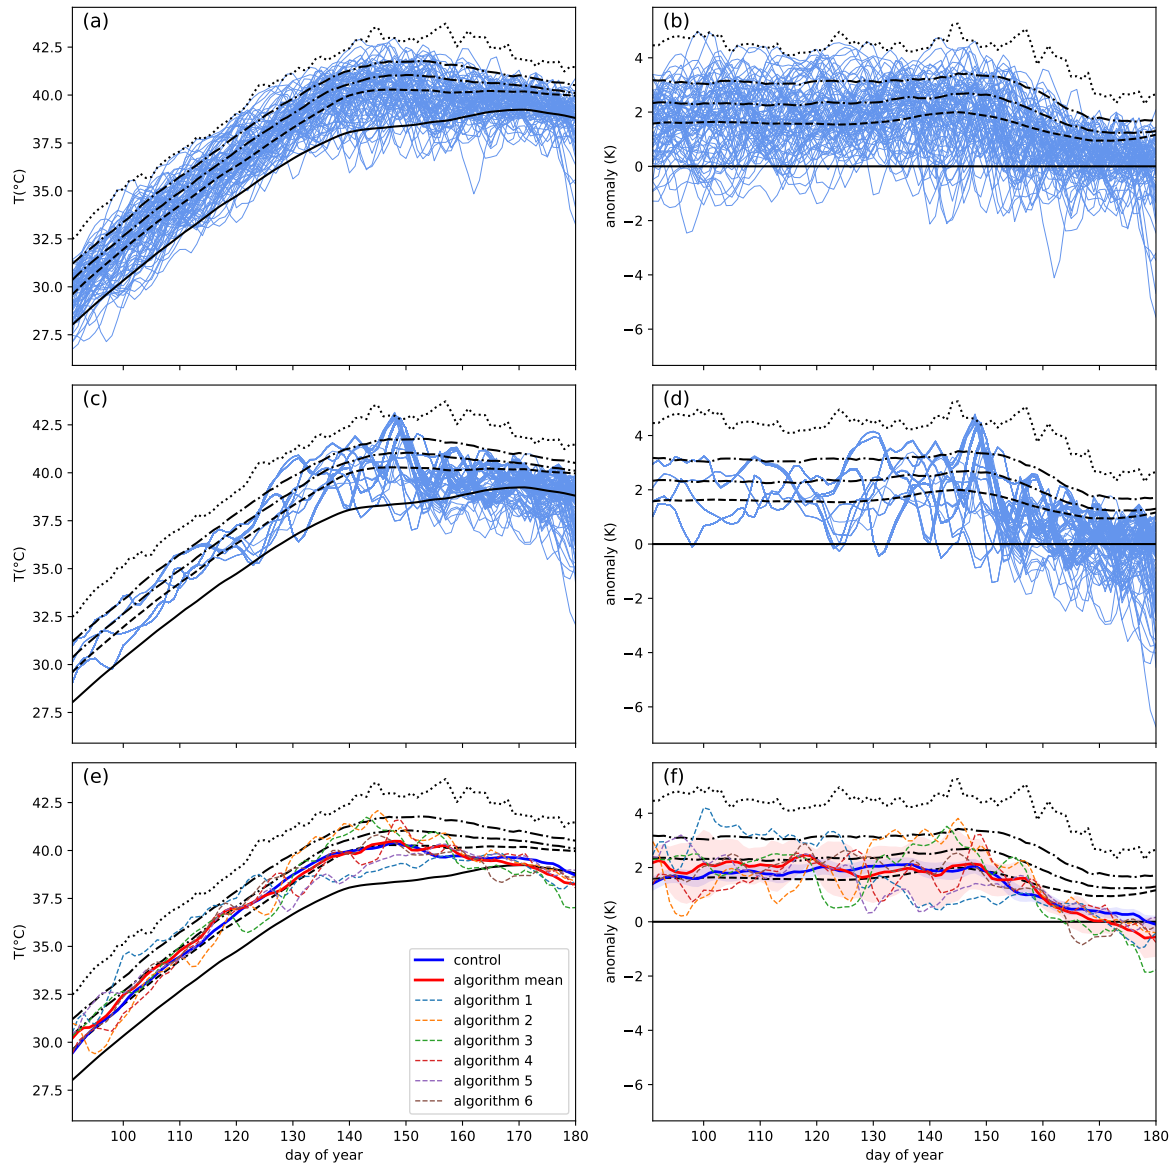 (a)
42.5
40.0
37.5
35.0
32.5
30.0
27.5
T(°C)
(b)
4
2
0
−2
−4
−6
anomaly (K)
(c)
42.5
40.0
37.5
35.0
32.5
30.0
27.5
T(°C)
(d)
4
2
0
−2
−4
−6
anomaly (K)
(e)
42.5
40.0
37.5
35.0
32.5
30.0
27.5
T(°C)
control
algorithm mean
algorithm 1
algorithm 2
algorithm 3
algorithm 4
algorithm 5
algorithm 6
100 110 120 130 140 150 160 170 180
day of year
(f)
4
2
0
−2
−4
−6
anomaly (K)
100 110 120 130 140 150 160 170 180
day of year